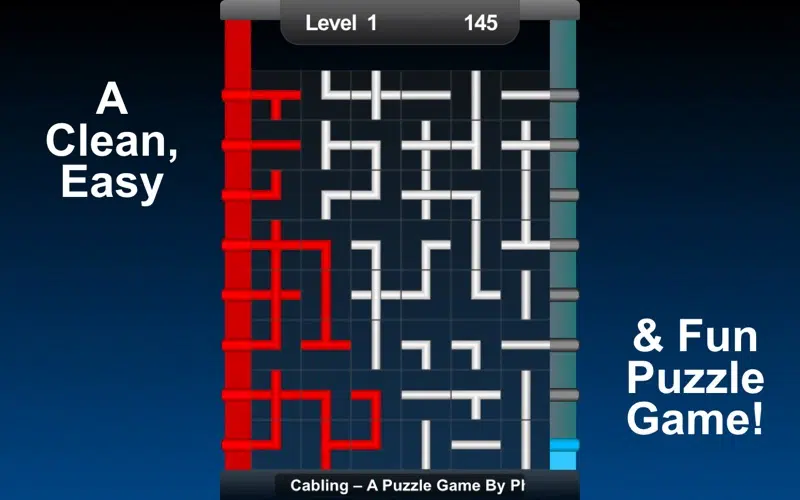 Level 1
145
A
Clean,
Easy
& Fun
Puzzle
Game!
Cabling – A Puzzle Game By